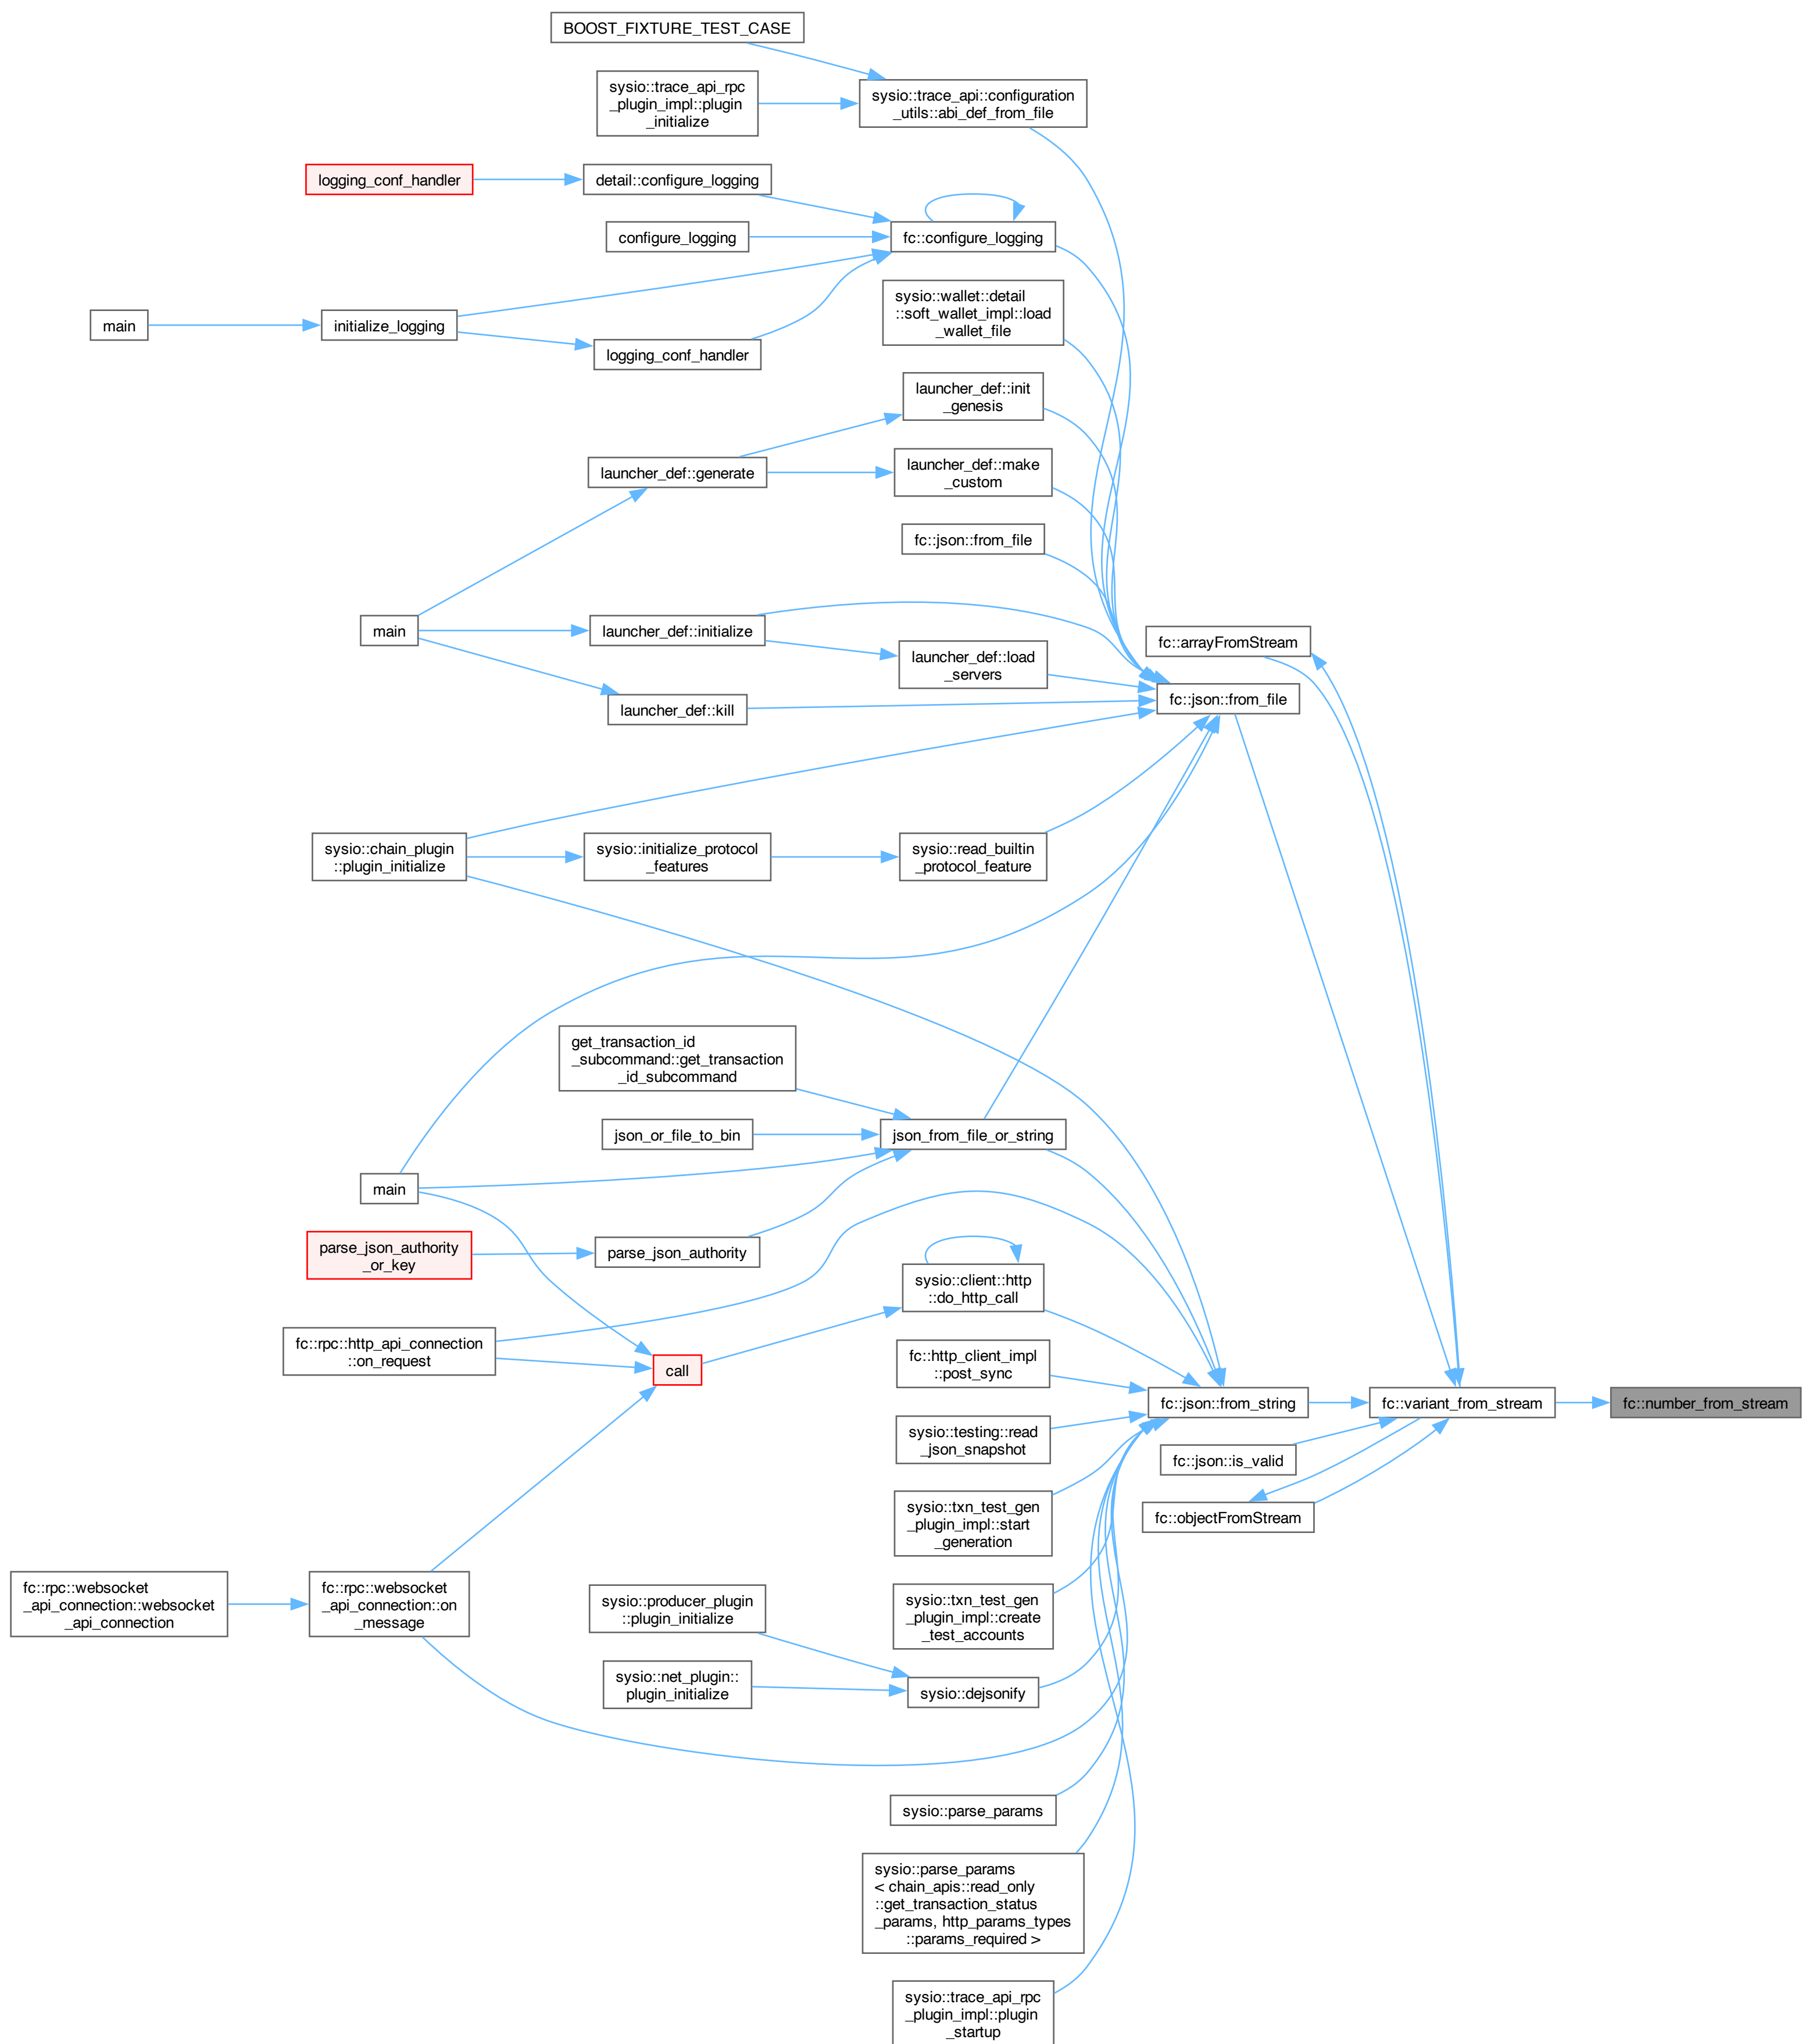 BOOST_FIXTURE_TEST_CASE
sysio::trace_api_rpc
_plugin_impl::plugin
_initialize
sysio::trace_api::configuration
_utils::abi_def_from_file
logging_conf_handler
detail::configure_logging
configure_logging
fc::configure_logging
sysio::wallet::detail
::soft_wallet_impl::load
_wallet_file
main
initialize_logging
logging_conf_handler
launcher_def::init
_genesis
launcher_def::generate
launcher_def::make
_custom
fc::json::from_file
main
launcher_def::initialize
launcher_def::load
_servers
launcher_def::kill
fc::arrayFromStream
fc::json::from_file
sysio::chain_plugin
::plugin_initialize
sysio::initialize_protocol
_features
sysio::read_builtin
_protocol_feature
get_transaction_id
_subcommand::get_transaction
_id_subcommand
json_or_file_to_bin
json_from_file_or_string
main
parse_json_authority
_or_key
parse_json_authority
sysio::client::http
::do_http_call
fc::rpc::http_api_connection
::on_request
call
fc::http_client_impl
::post_sync
fc::json::from_string
fc::variant_from_stream
fc::number_from_stream
sysio::testing::read
_json_snapshot
fc::json::is_valid
fc::objectFromStream
sysio::txn_test_gen
_plugin_impl::start
_generation
fc::rpc::websocket
_api_connection::websocket
_api_connection
fc::rpc::websocket
_api_connection::on
_message
sysio::producer_plugin
::plugin_initialize
sysio::txn_test_gen
_plugin_impl::create
_test_accounts
sysio::net_plugin::
plugin_initialize
sysio::dejsonify
sysio::parse_params
sysio::parse_params
< chain_apis::read_only
::get_transaction_status
_params, http_params_types
::params_required >
sysio::trace_api_rpc
_plugin_impl::plugin
_startup